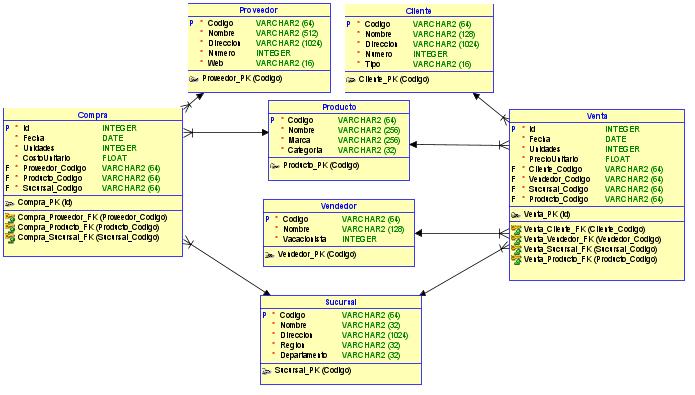 Proveedor
P * Codigo VARCHAR2 (64)
* Nombre VARCHAR2 (512)
* Direccion VARCHAR2 (1024)
* Numero INTEGER
* Web VARCHAR2 (16)
Proveedor_PK (Codigo)
Cliente
P * Codigo VARCHAR2 (64)
* Nombre VARCHAR2 (128)
* Direccion VARCHAR2 (1024)
* Numero INTEGER
* Tipo VARCHAR2 (16)
Cliente_PK (Codigo)
Compra
P * Id INTEGER
* Fecha DATE
* Unidades INTEGER
* CostoUnitario FLOAT
F * Proveedor_Codigo VARCHAR2 (64)
F * Producto_Codigo VARCHAR2 (64)
F * Sucursal_Codigo VARCHAR2 (64)
Compra_PK (Id)
Compra_Proveedor_FK (Proveedor_Codigo)
Compra_Producto_FK (Producto_Codigo)
Compra_Sucursal_FK (Sucursal_Codigo)
Producto
P * Codigo VARCHAR2 (64)
* Nombre VARCHAR2 (256)
* Marca VARCHAR2 (256)
* Categoria VARCHAR2 (32)
Producto_PK (Codigo)
Venta
P * Id INTEGER
* Fecha DATE
* Unidades INTEGER
* PrecioUnitario FLOAT
F * Cliente_Codigo VARCHAR2 (64)
F * Vendedor_Codigo VARCHAR2 (64)
F * Sucursal_Codigo VARCHAR2 (64)
F * Producto_Codigo VARCHAR2 (64)
Venta_PK (Id)
Venta_Cliente_FK (Cliente_Codigo)
Venta_Vendedor_FK (Vendedor_Codigo)
Venta_Sucursal_FK (Sucursal_Codigo)
Venta_Producto_FK (Producto_Codigo)
Vendedor
P * Codigo VARCHAR2 (64)
* Nombre VARCHAR2 (128)
* Vacacionista INTEGER
Vendedor_PK (Codigo)
Sucursal
P * Codigo VARCHAR2 (64)
* Nombre VARCHAR2 (32)
* Direccion VARCHAR2 (1024)
* Region VARCHAR2 (32)
* Departamento VARCHAR2 (32)
Sucursal_PK (Codigo)